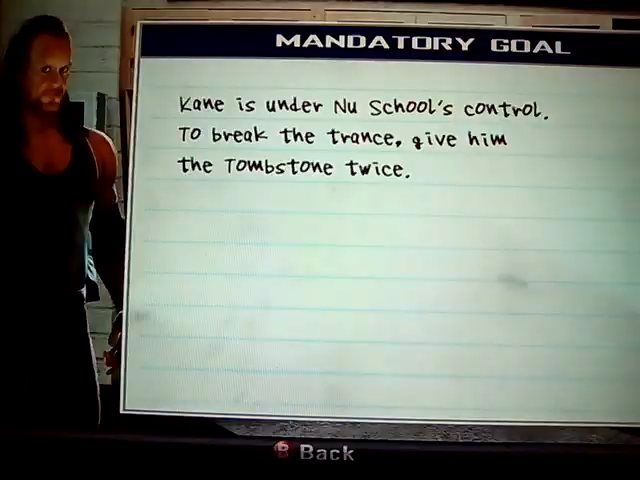 MANDATORY GOAL
Kane is under Nu School's control.
To break the trance, give him
the Tombstone twice.
B Back